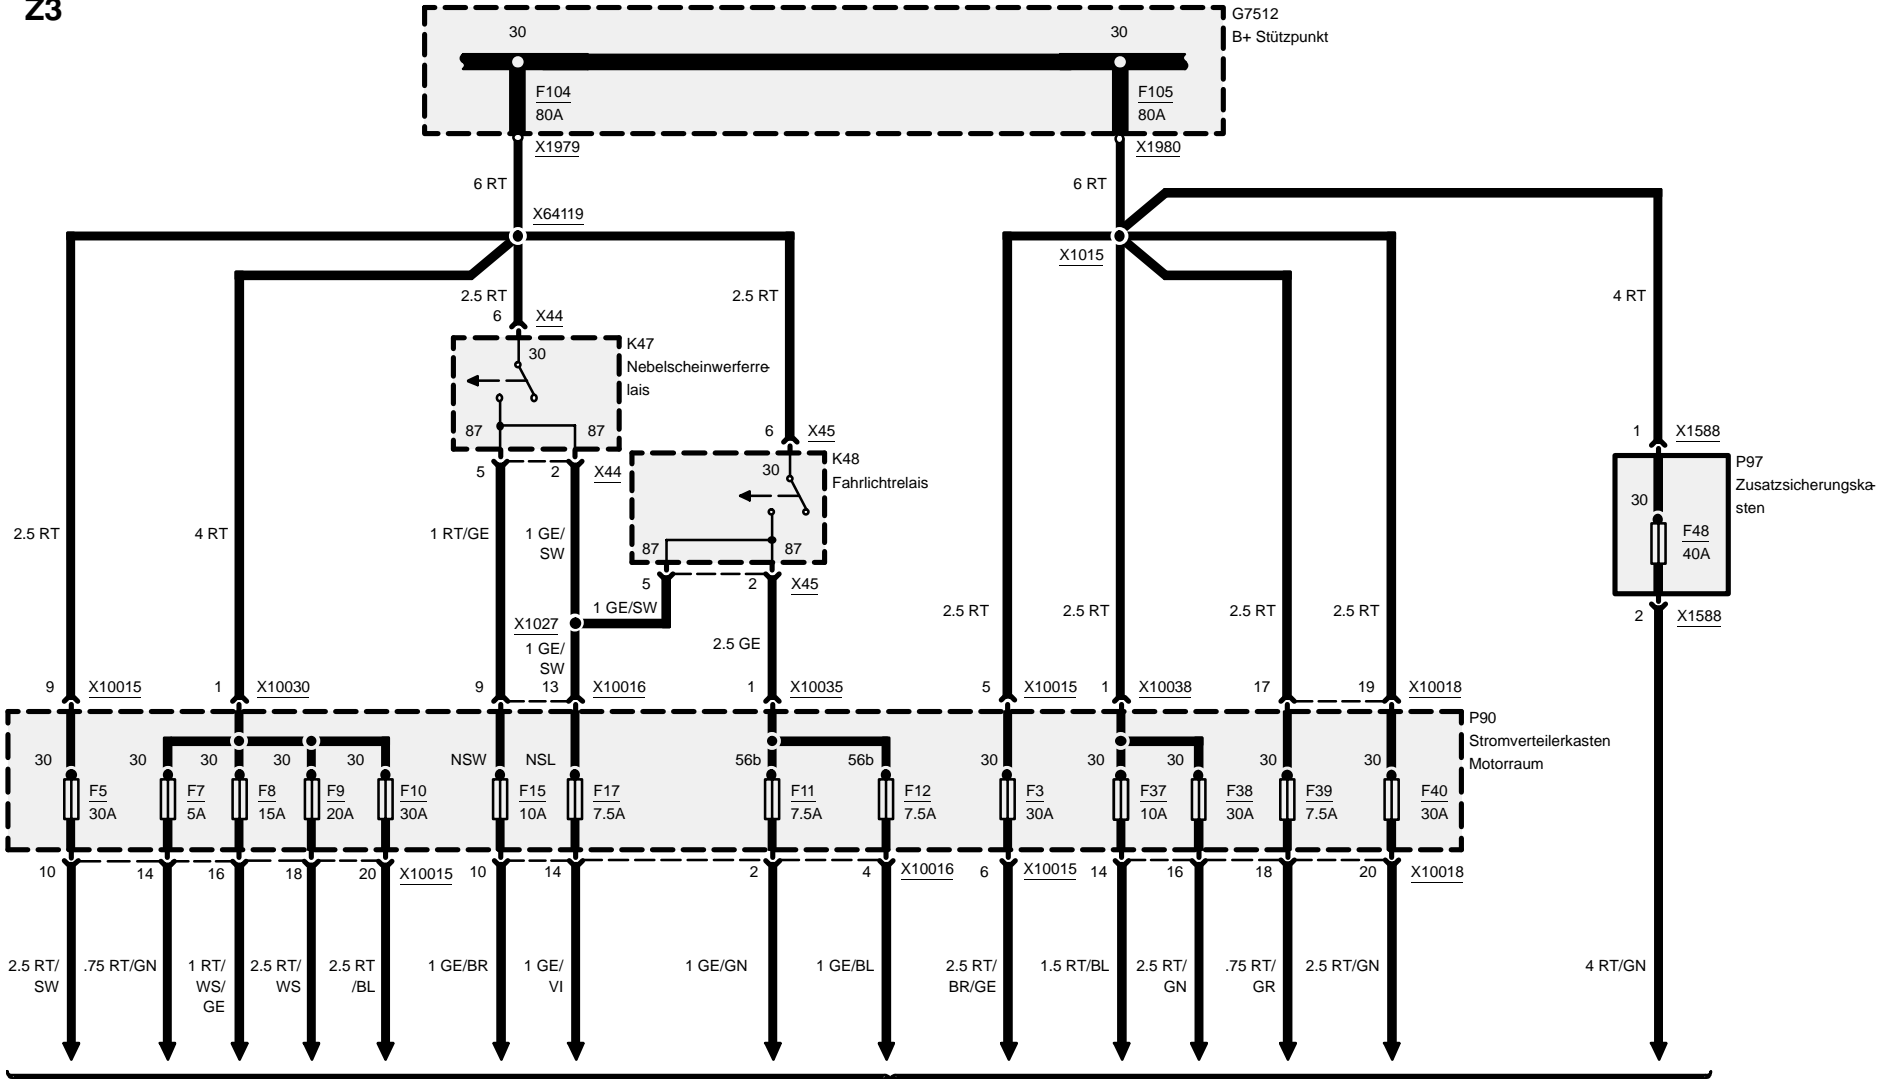 Z3
G7512
B+ Stützpunkt
30
30
F104
80A
F105
80A
X1979
X1980
6 RT
6 RT
X64119
X1015
2.5 RT
2.5 RT
4 RT
6
X44
K47
Nebelscheinwerferre-
lais
30
87
87
5
2
X44
6
X45
K48
Fahrlichtrelais
30
87
87
5
2
X45
1
X1588
P97
Zusatzsicherungska-
sten
30
F48
40A
2
X1588
2.5 RT
4 RT
1 RT/GE
1 GE/
SW
1 GE/SW
X1027
1 GE/
SW
2.5 GE
2.5 RT
2.5 RT
2.5 RT
2.5 RT
9
X10015
1
X10030
9
13
X10016
1
X10035
5
X10015
1
X10038
17
19
X10018
P90
Stromverteilerkasten
Motorraum
30
30
30
30
30
NSW
NSL
56b
56b
30
30
30
30
30
F5
30A
F7
5A
F8
15A
F9
20A
F10
30A
F15
10A
F17
7.5A
F11
7.5A
F12
7.5A
F3
30A
F37
10A
F38
30A
F39
7.5A
F40
30A
10
14
16
18
20
X10015
10
14
2
4
X10016
6
X10015
14
16
18
20
X10018
2.5 RT/
SW
.75 RT/GN
1 RT/
WS/
GE
2.5 RT/
WS
2.5 RT
/BL
1 GE/BR
1 GE/
VI
1 GE/GN
1 GE/BL
2.5 RT/
BR/GE
1.5 RT/BL
2.5 RT/
GN
.75 RT/
GR
2.5 RT/GN
4 RT/GN